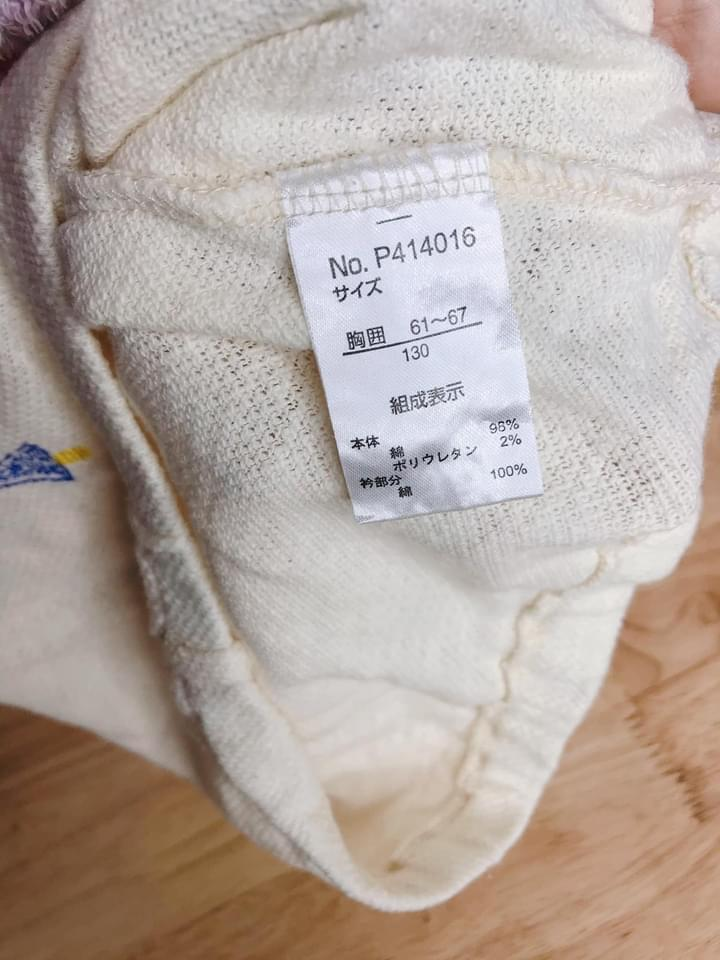 No. P414016
サイズ
胸囲 61〜67
130
組成表示
本体
綿 98%
ポリウレタン 2%
衿部分
綿 100%